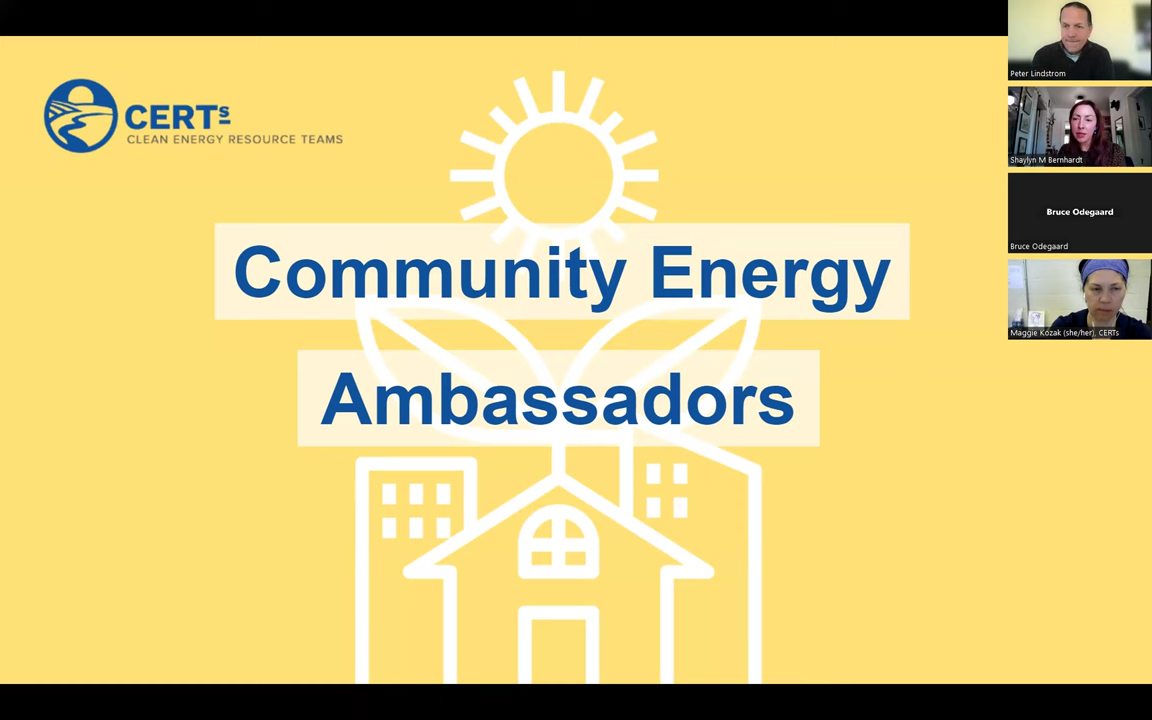 CERTs
CLEAN ENERGY RESOURCE TEAMS
Community Energy
Ambassadors
Peter Lindstrom
Shaylyn M Bernhardt
Bruce Odegaard
Bruce Odegaard
Maggie Kozak (she/her), CERTs